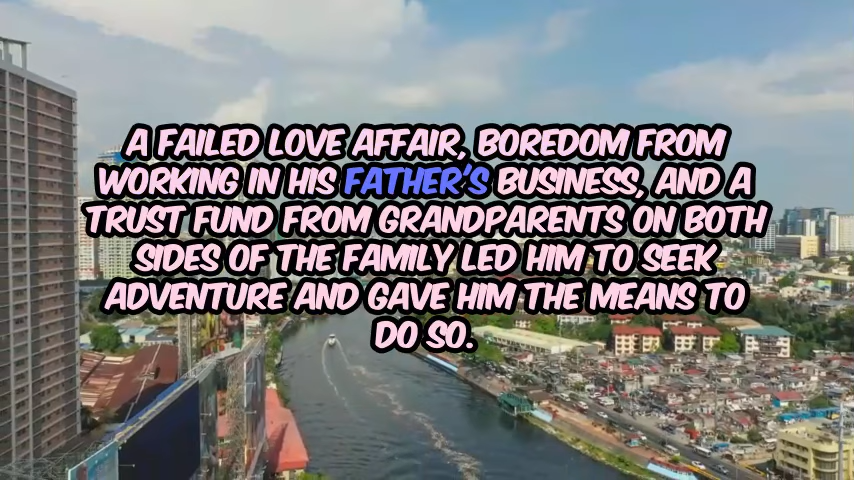 A FAILED LOVE AFFAIR, BOREDOM FROM
WORKING IN HIS FATHER'S BUSINESS, AND A
TRUST FUND FROM GRANDPARENTS ON BOTH
SIDES OF THE FAMILY LED HIM TO SEEK
ADVENTURE AND GAVE HIM THE MEANS TO
DO SO.